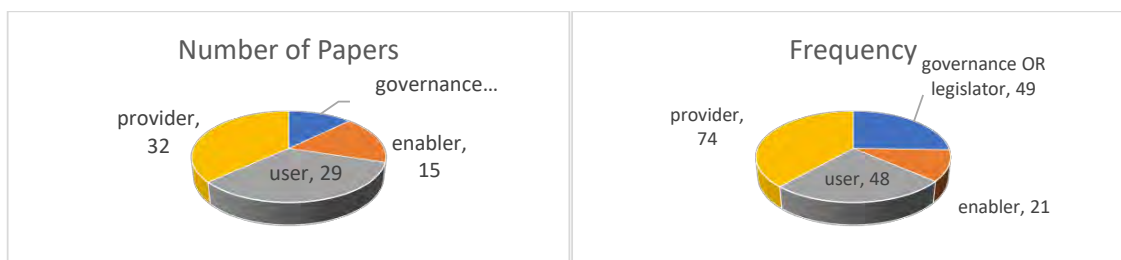 Number of Papers
governance...
provider,
32
enabler,
15
user, 29
Frequency
governance OR
legislator, 49
provider,
74
user, 48
enabler, 21